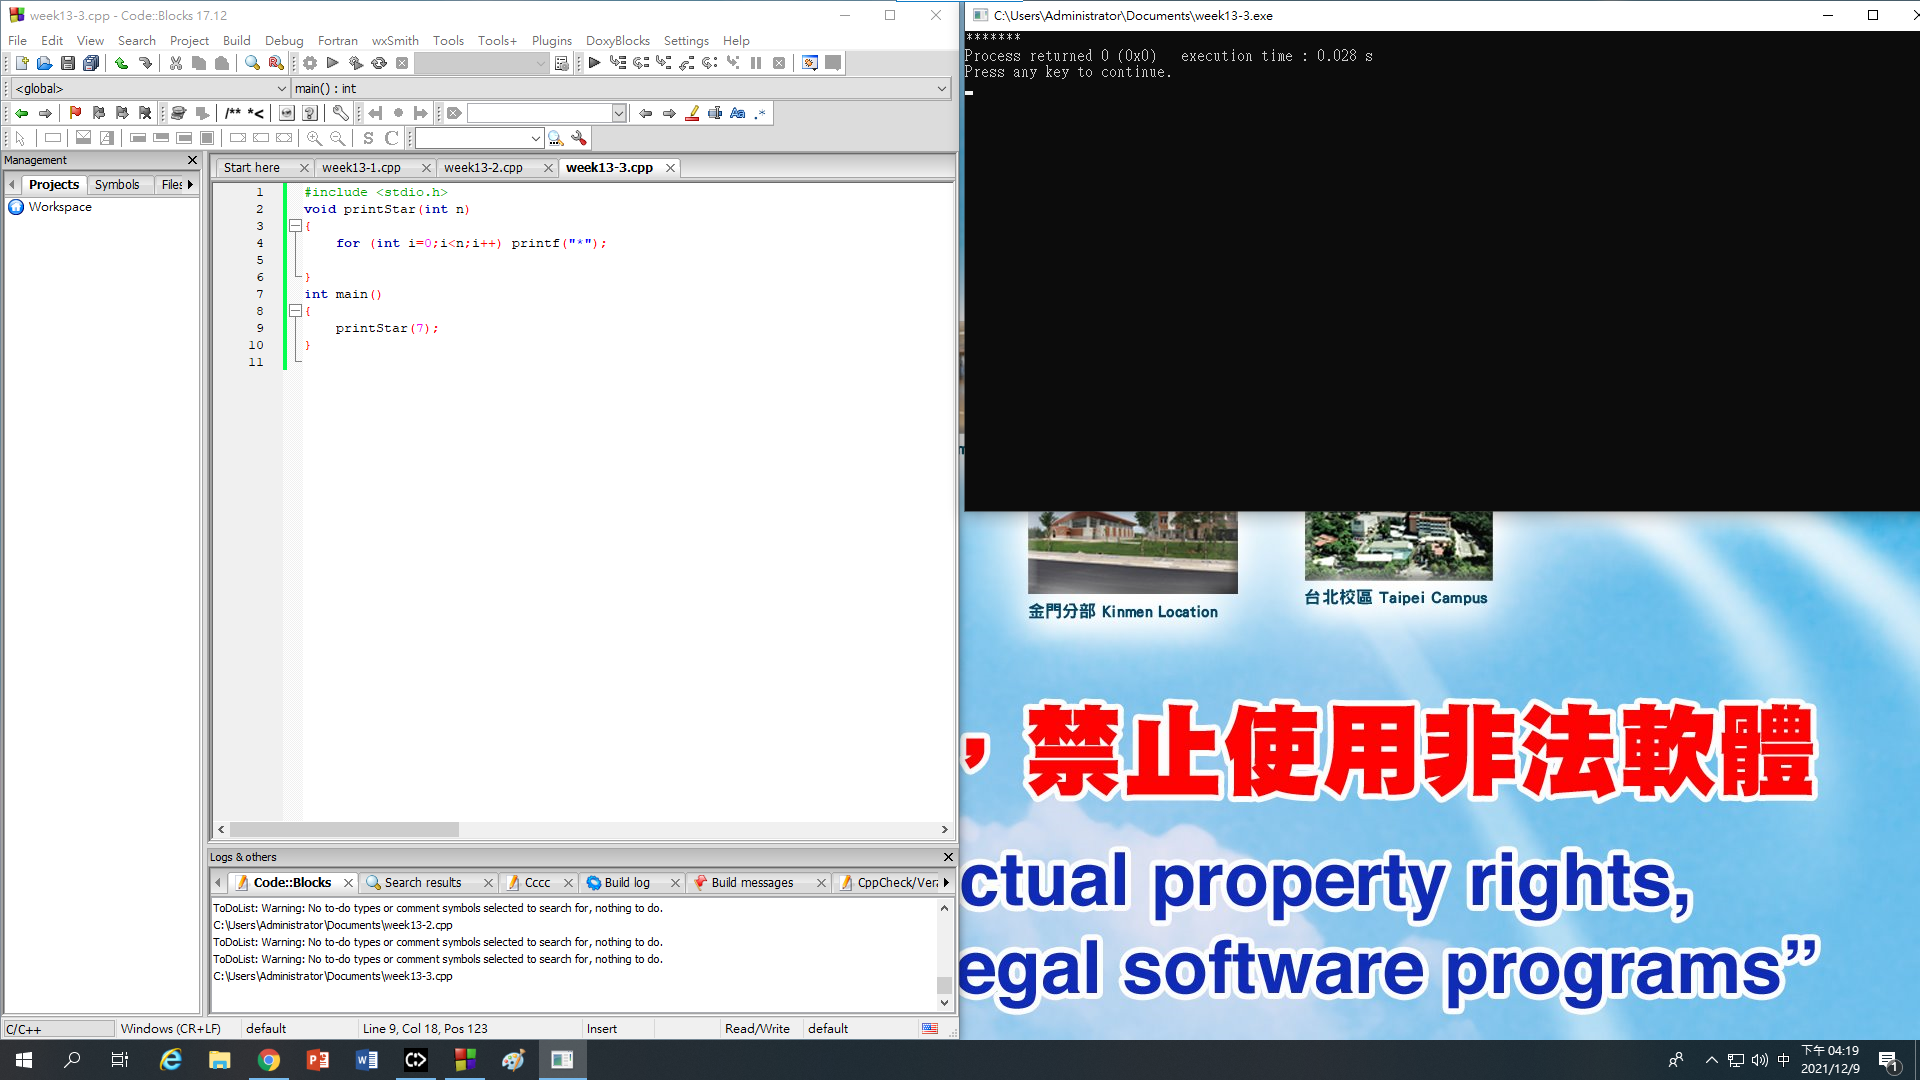 week13-3.cpp - Code::Blocks 17.12
File Edit View Search Project Build Debug Fortran wxSmith Tools Tools+ Plugins DoxyBlocks Settings Help
<global>
main() : int
/** *<
S C
Aa .*
Management
Projects Symbols Files
Workspace
Start here week13-1.cpp week13-2.cpp week13-3.cpp
1 #include <stdio.h>
2 void printStar(int n)
3 {
4 for (int i=0;i<n;i++) printf("*");
5
6 }
7 int main()
8 {
9 printStar(7);
10 }
11
Logs & others
Code::Blocks Search results Cccc Build log Build messages CppCheck/Vera
ToDoList: Warning: No to-do types or comment symbols selected to search for, nothing to do.
C:\Users\Administrator\Documents\week13-2.cpp
ToDoList: Warning: No to-do types or comment symbols selected to search for, nothing to do.
ToDoList: Warning: No to-do types or comment symbols selected to search for, nothing to do.
C:\Users\Administrator\Documents\week13-3.cpp
C/C++ Windows (CR+LF) default Line 9, Col 18, Pos 123 Insert Read/Write default
C:\Users\Administrator\Documents\week13-3.exe
*******
Process returned 0 (0x0) execution time : 0.028 s
Press any key to continue.
金門分部 Kinmen Location
台北校區 Taipei Campus
，禁止使用非法軟體
ctual property rights,
egal software programs”
中
下午 04:19
2021/12/9
1